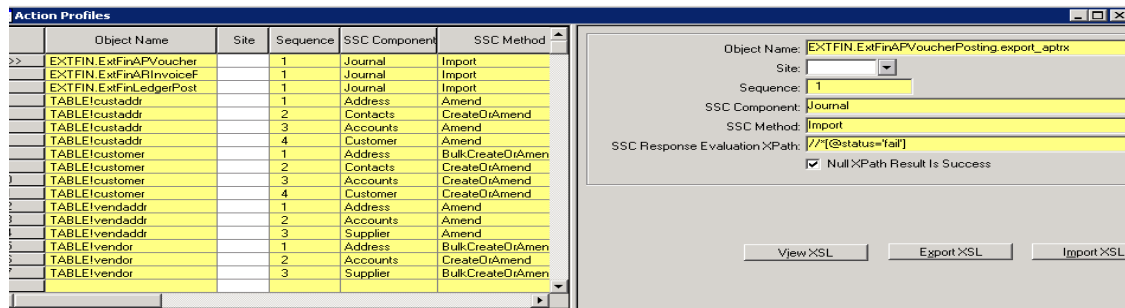 Action Profiles
Object Name Site Sequence SSC Component SSC Method
>> EXTFIN.ExtFinAPVoucher 1 Journal Import
EXTFIN.ExtFinARInvoiceF 1 Journal Import
EXTFIN.ExtFinLedgerPost 1 Journal Import
TABLE!custaddr 1 Address Amend
TABLE!custaddr 2 Contacts CreateOrAmend
TABLE!custaddr 3 Accounts Amend
TABLE!custaddr 4 Customer Amend
TABLE!customer 1 Address BulkCreateOrAmen
TABLE!customer 2 Contacts CreateOrAmend
TABLE!customer 3 Accounts CreateOrAmend
TABLE!customer 4 Customer CreateOrAmend
TABLE!vendaddr 1 Address Amend
TABLE!vendaddr 2 Accounts Amend
TABLE!vendaddr 3 Supplier Amend
TABLE!vendor 1 Address BulkCreateOrAmen
TABLE!vendor 2 Accounts CreateOrAmend
TABLE!vendor 3 Supplier BulkCreateOrAmen
Object Name: EXTFIN.ExtFinAPVoucherPosting.export_aptrx
Site:
Sequence: 1
SSC Component: Journal
SSC Method: Import
SSC Response Evaluation XPath: //*[@status='fail']
Null XPath Result Is Success
View XSL Export XSL Import XSL